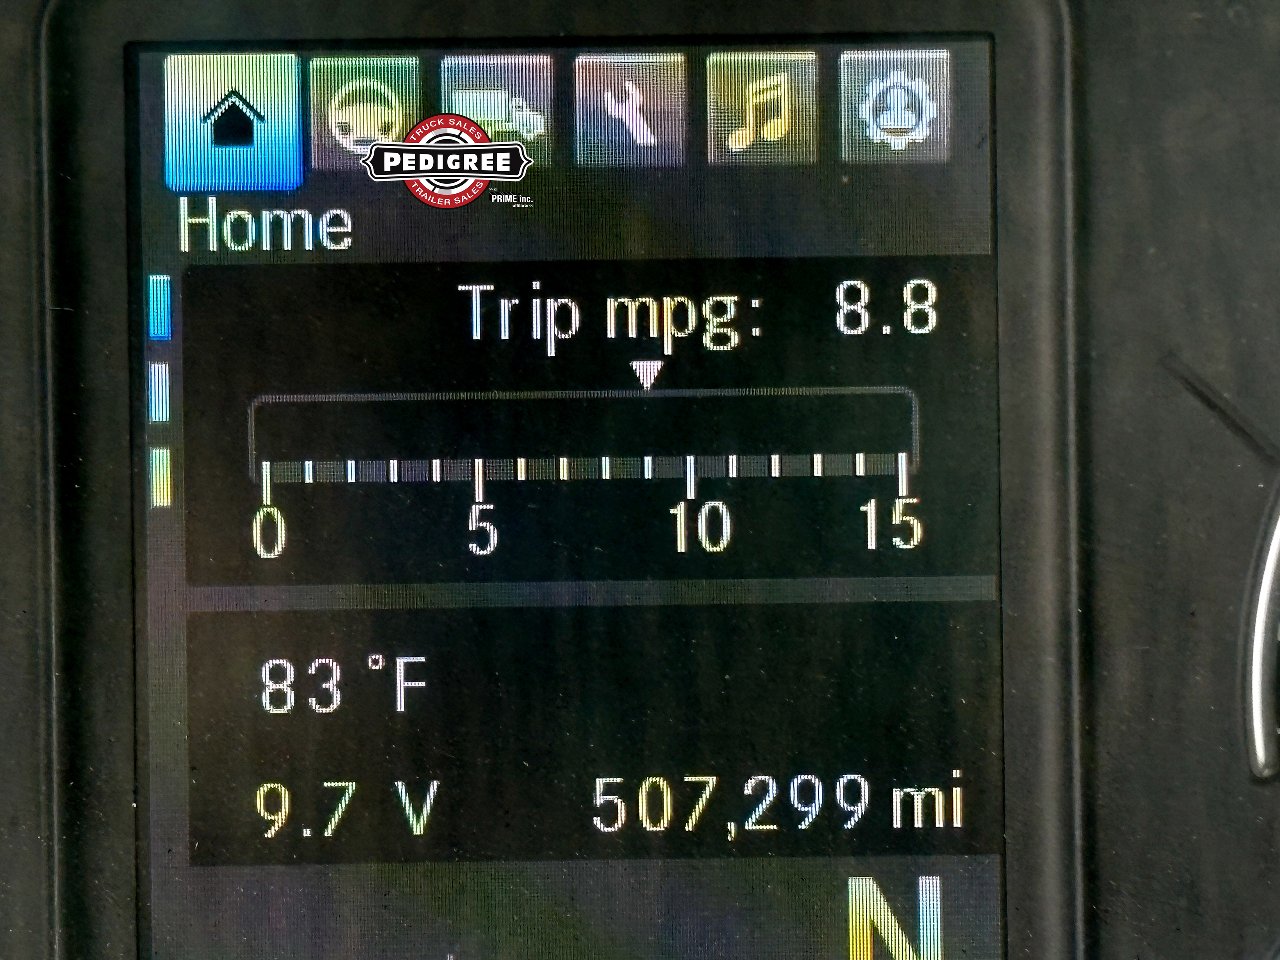 TRUCK SALES
PEDIGREE
TRAILER SALES
PRIME inc.
Home
Trip mpg: 8.8
0 5 10 15
83 °F
9.7 V 507,299 mi
N